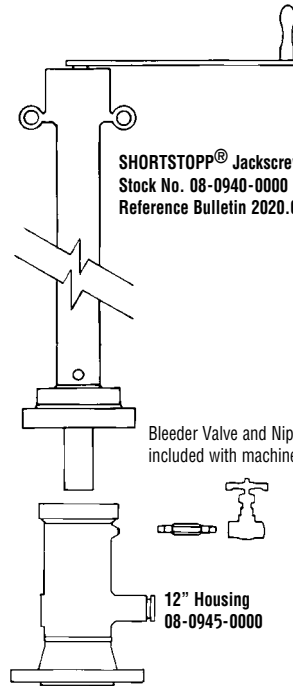 SHORTSTOPP® Jackscre
Stock No. 08-0940-0000
Reference Bulletin 2020.
Bleeder Valve and Nip
included with machine
12” Housing
08-0945-0000